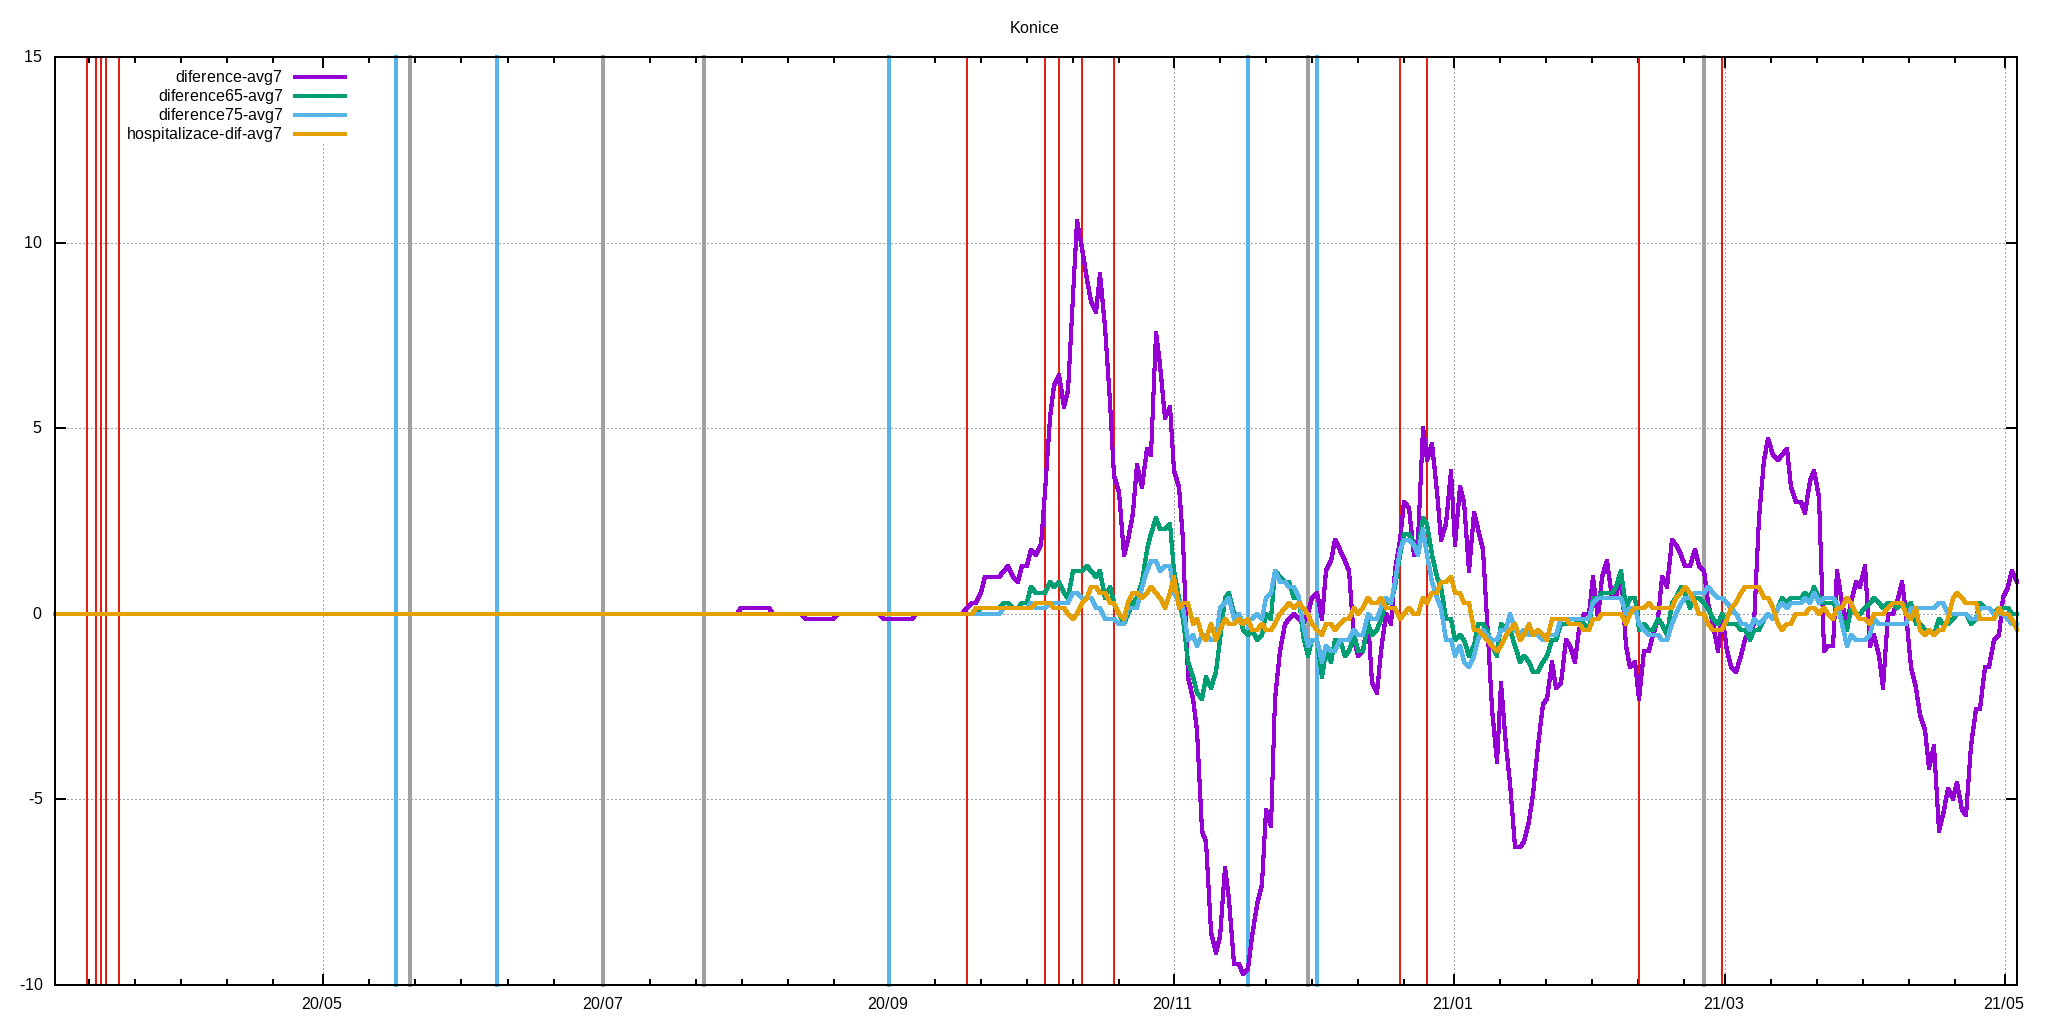 Konice
15
diference-avg7
diference65-avg7
diference75-avg7
hospitalizace-dif-avg7
10
5
0
-5
-10
20/05 20/07 20/09 20/11 21/01 21/03 21/05